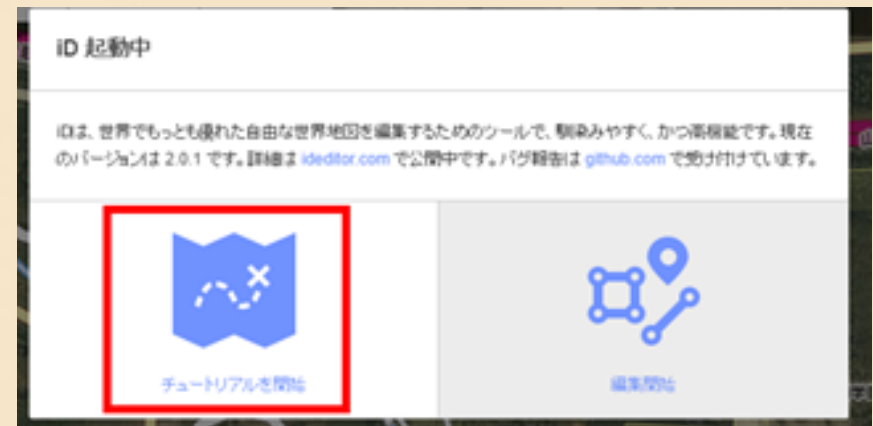 iD 起動中
iDは、世界でもっとも優れた自由な世界地図を編集するためのツールで、馴染みやすく、かつ高機能です。現在
のバージョンは 2.0.1 です。詳細は ideditor.com で公開中です。バグ報告は github.com で受け付けています。
チュートリアルを開始
編集開始